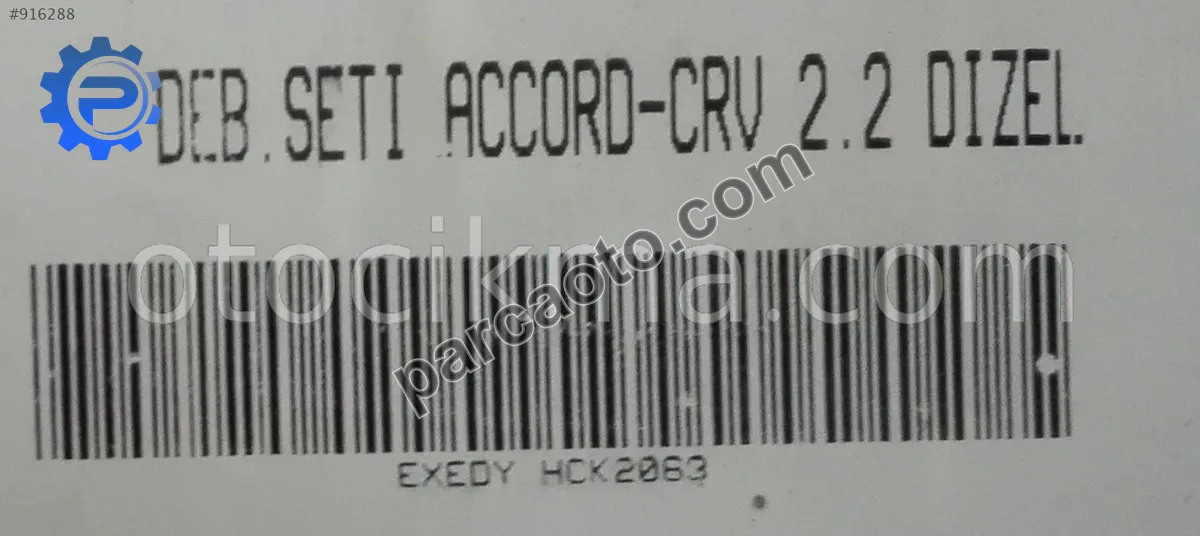 #916288
DEB.SETI ACCORD-CRV 2.2 DIZEL.
otocikma.com
parcaoto.com
EXEDY HCK2063